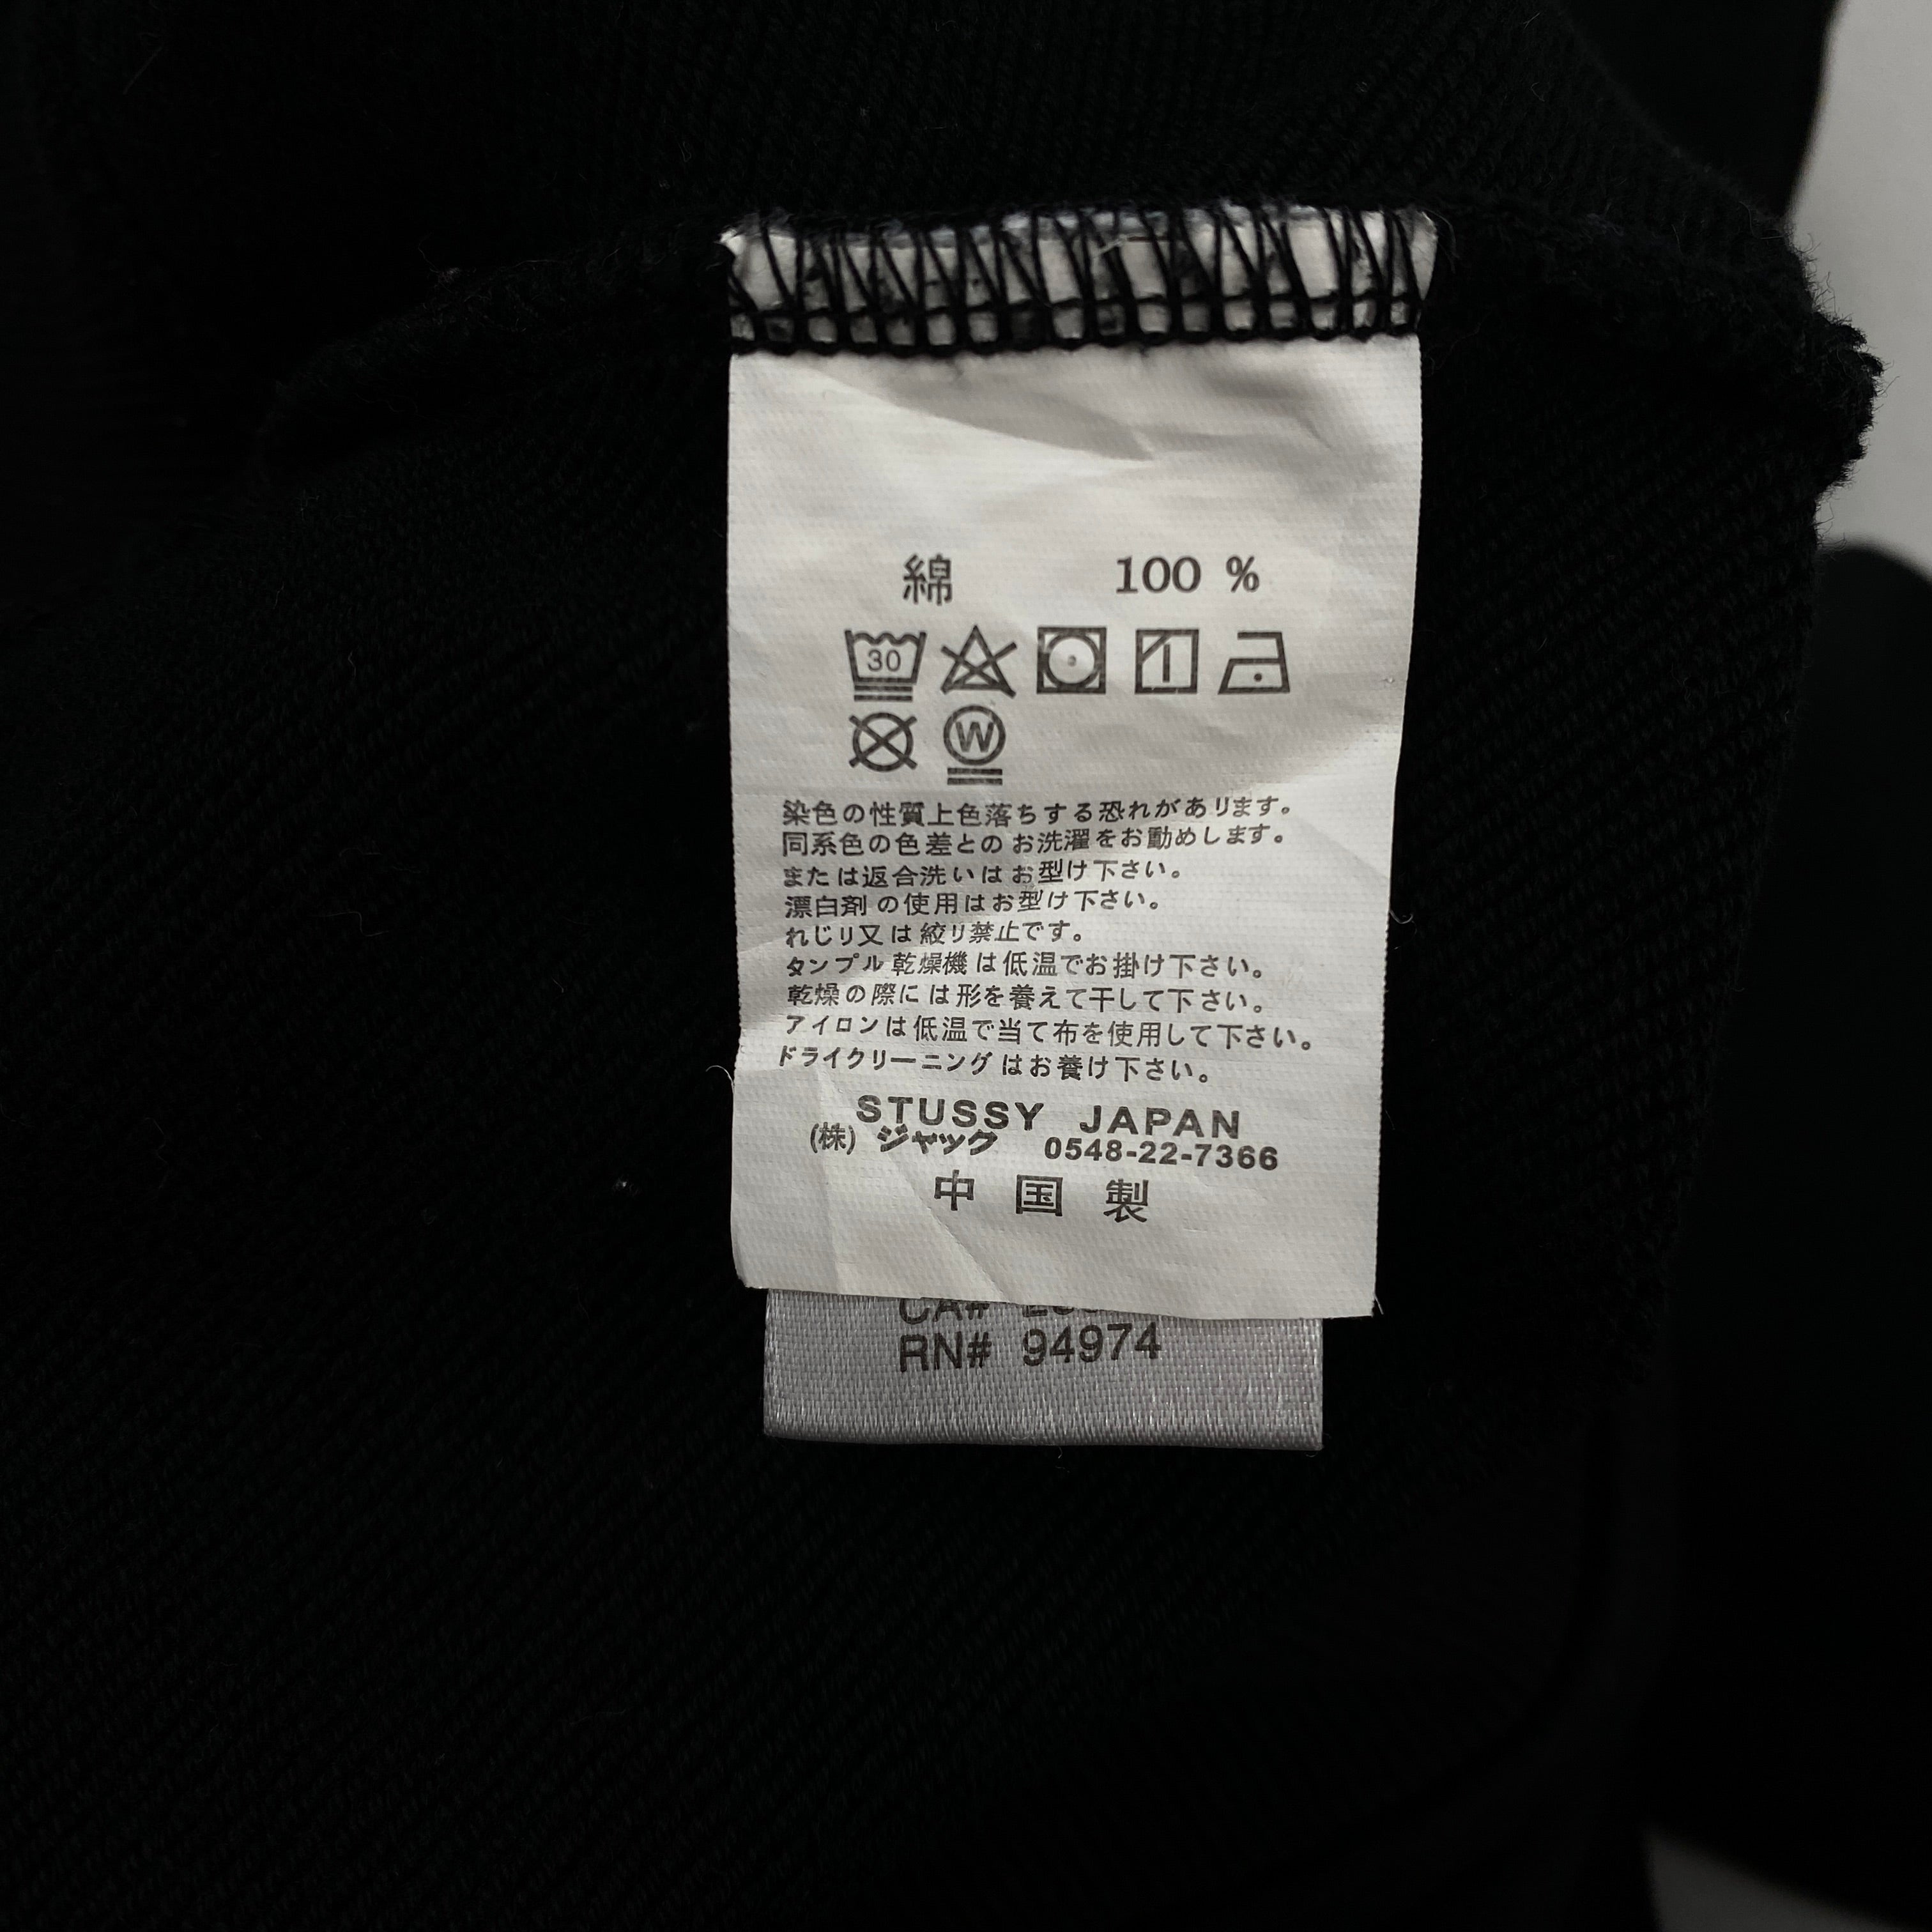 綿 100 %
30
W
染色の性質上色落ちする恐れがあります。
同系色の色差とのお洗濯をお勧めします。
または返合洗いはお型け下さい。
漂白剤の使用はお型け下さい。
れじり又は絞り禁止です。
タンプル乾燥機は低温でお掛け下さい。
乾燥の際には形を養えて干して下さい。
アイロンは低温で当て布を使用して下さい。
ドライクリーニングはお養け下さい。
STUSSY JAPAN
(株) ジャック 0548-22-7366
中国製
CA#
RN# 94974